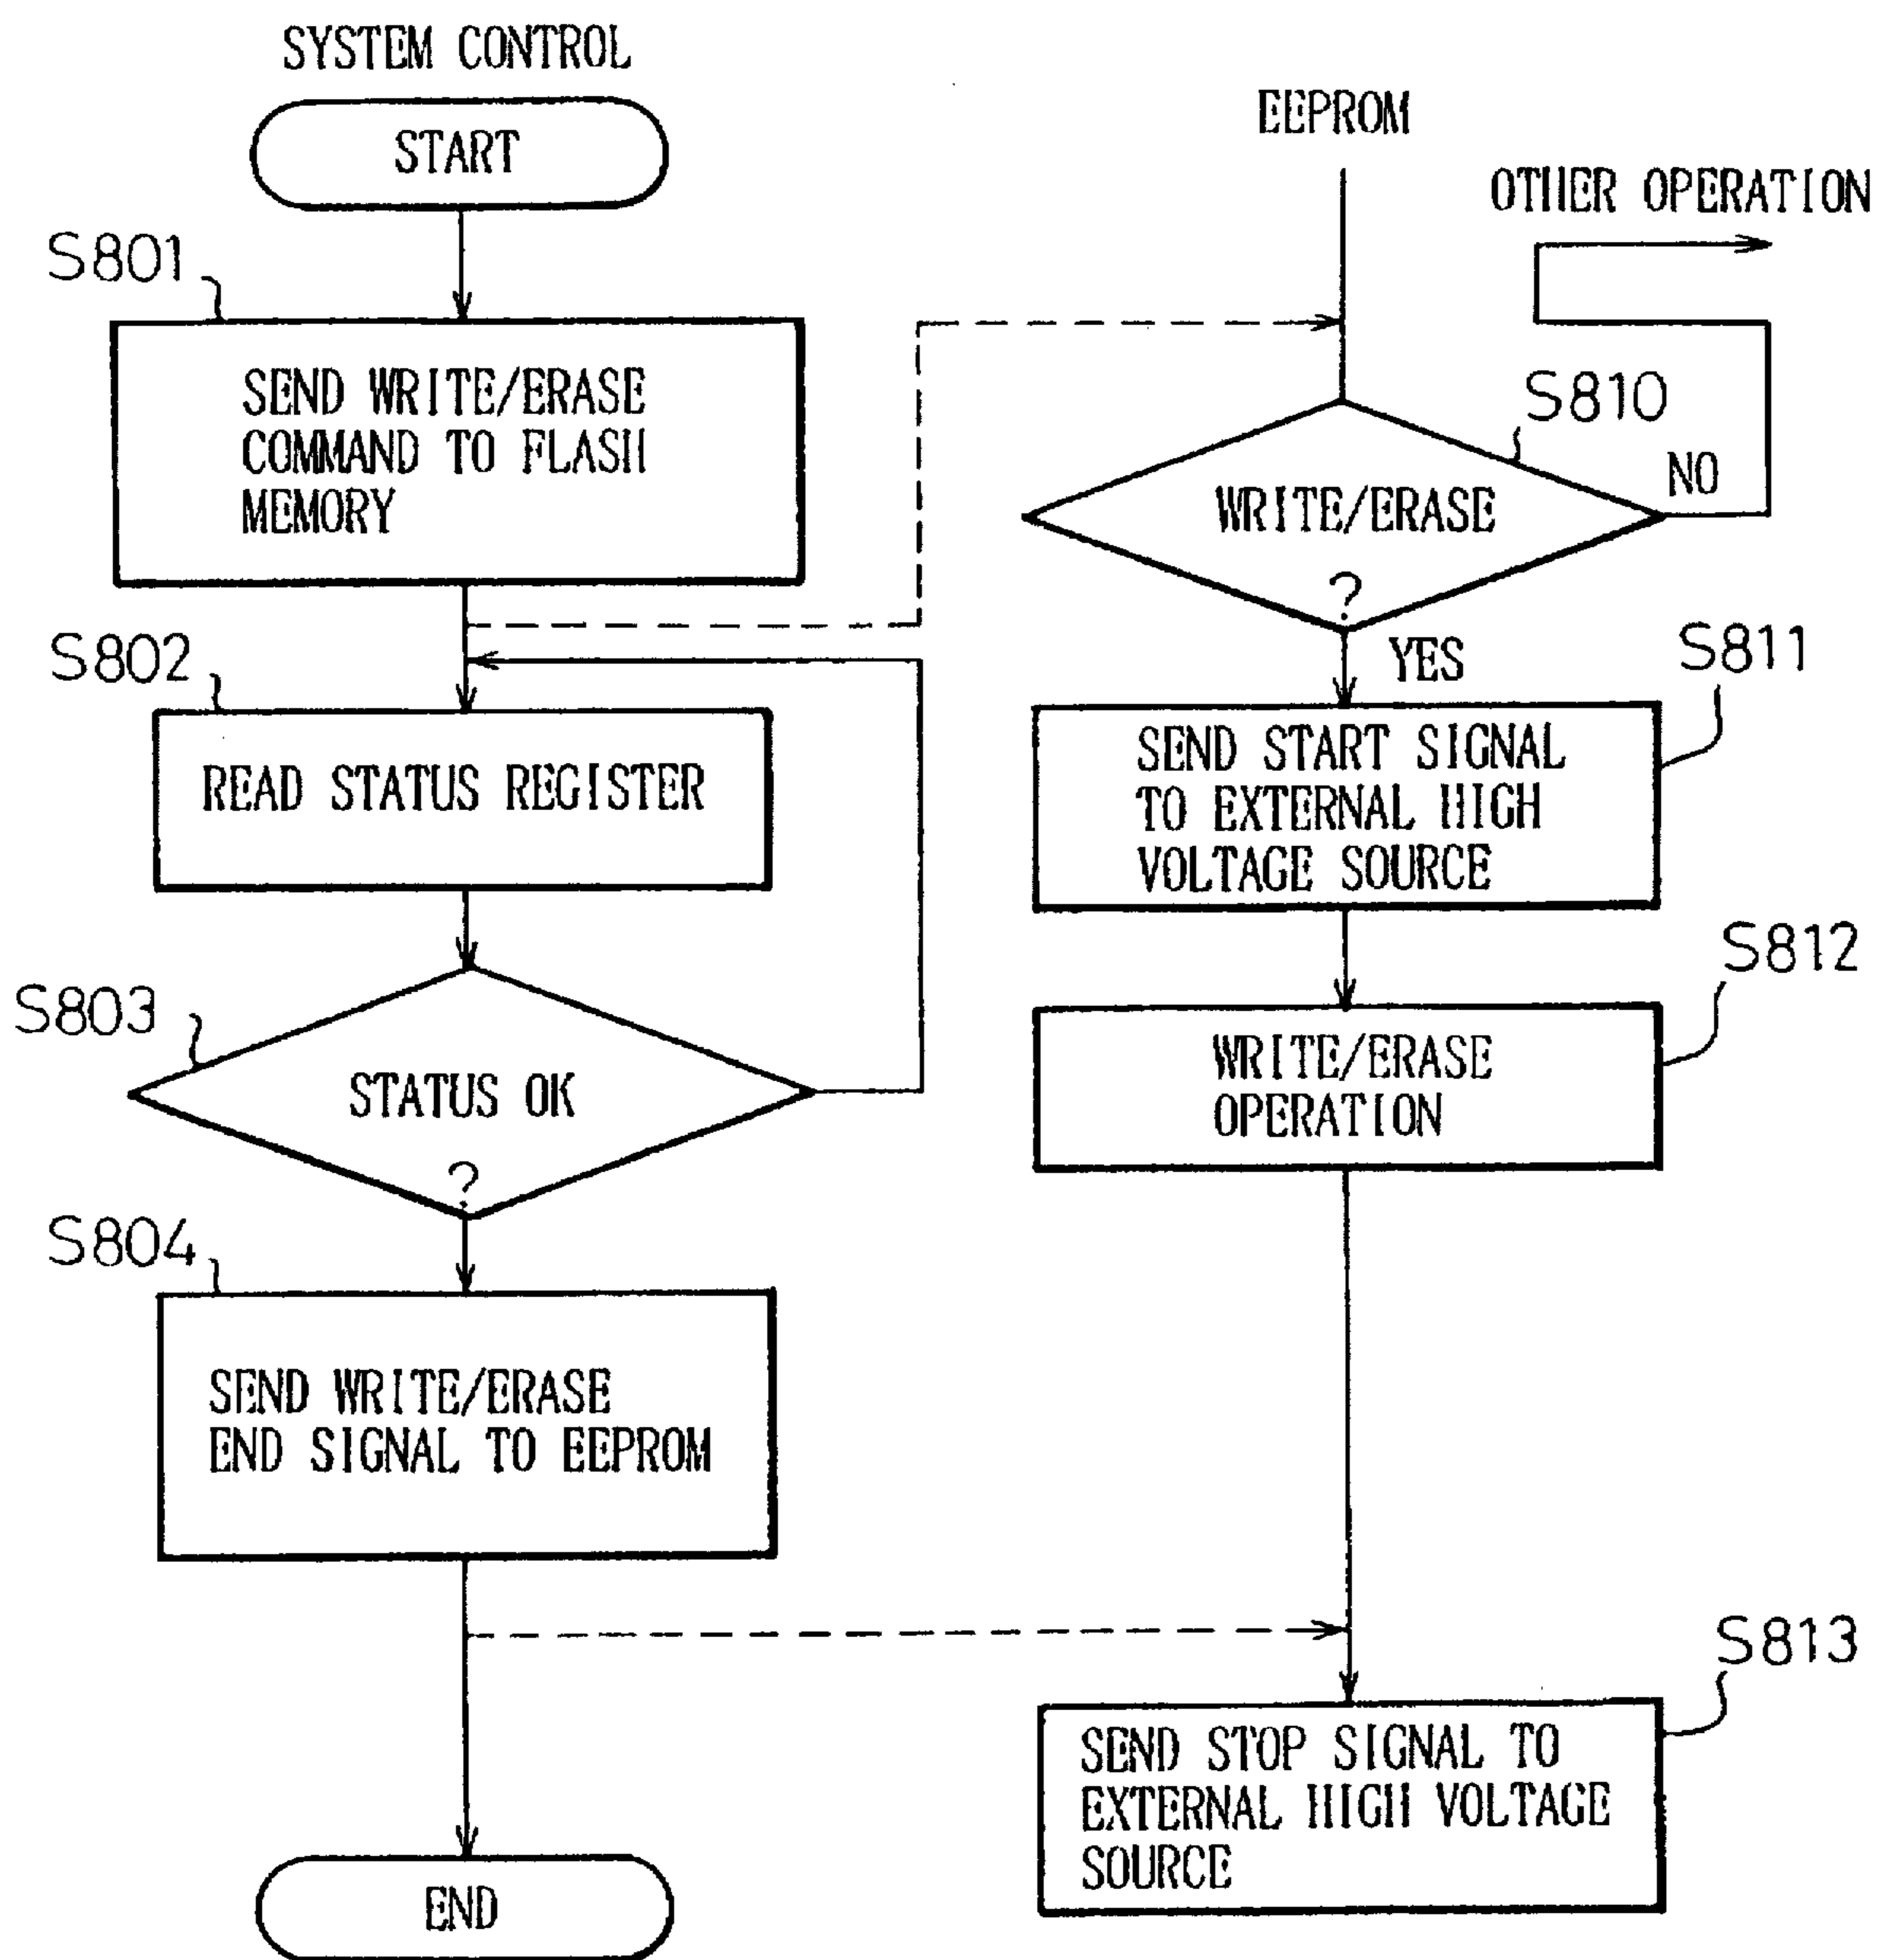 SYSTEM CONTROL
START
S801
SEND WRITE/ERASE
COMMAND TO FLASH
MEMORY
S802
READ STATUS REGISTER
S803
STATUS OK
?
S804
SEND WRITE/ERASE
END SIGNAL TO EEPROM
END
EEPROM
OTHER OPERATION
S810
WRITE/ERASE
?
NO
YES
S811
SEND START SIGNAL
TO EXTERNAL HIGH
VOLTAGE SOURCE
S812
WRITE/ERASE
OPERATION
S813
SEND STOP SIGNAL TO
EXTERNAL HIGH VOLTAGE
SOURCE